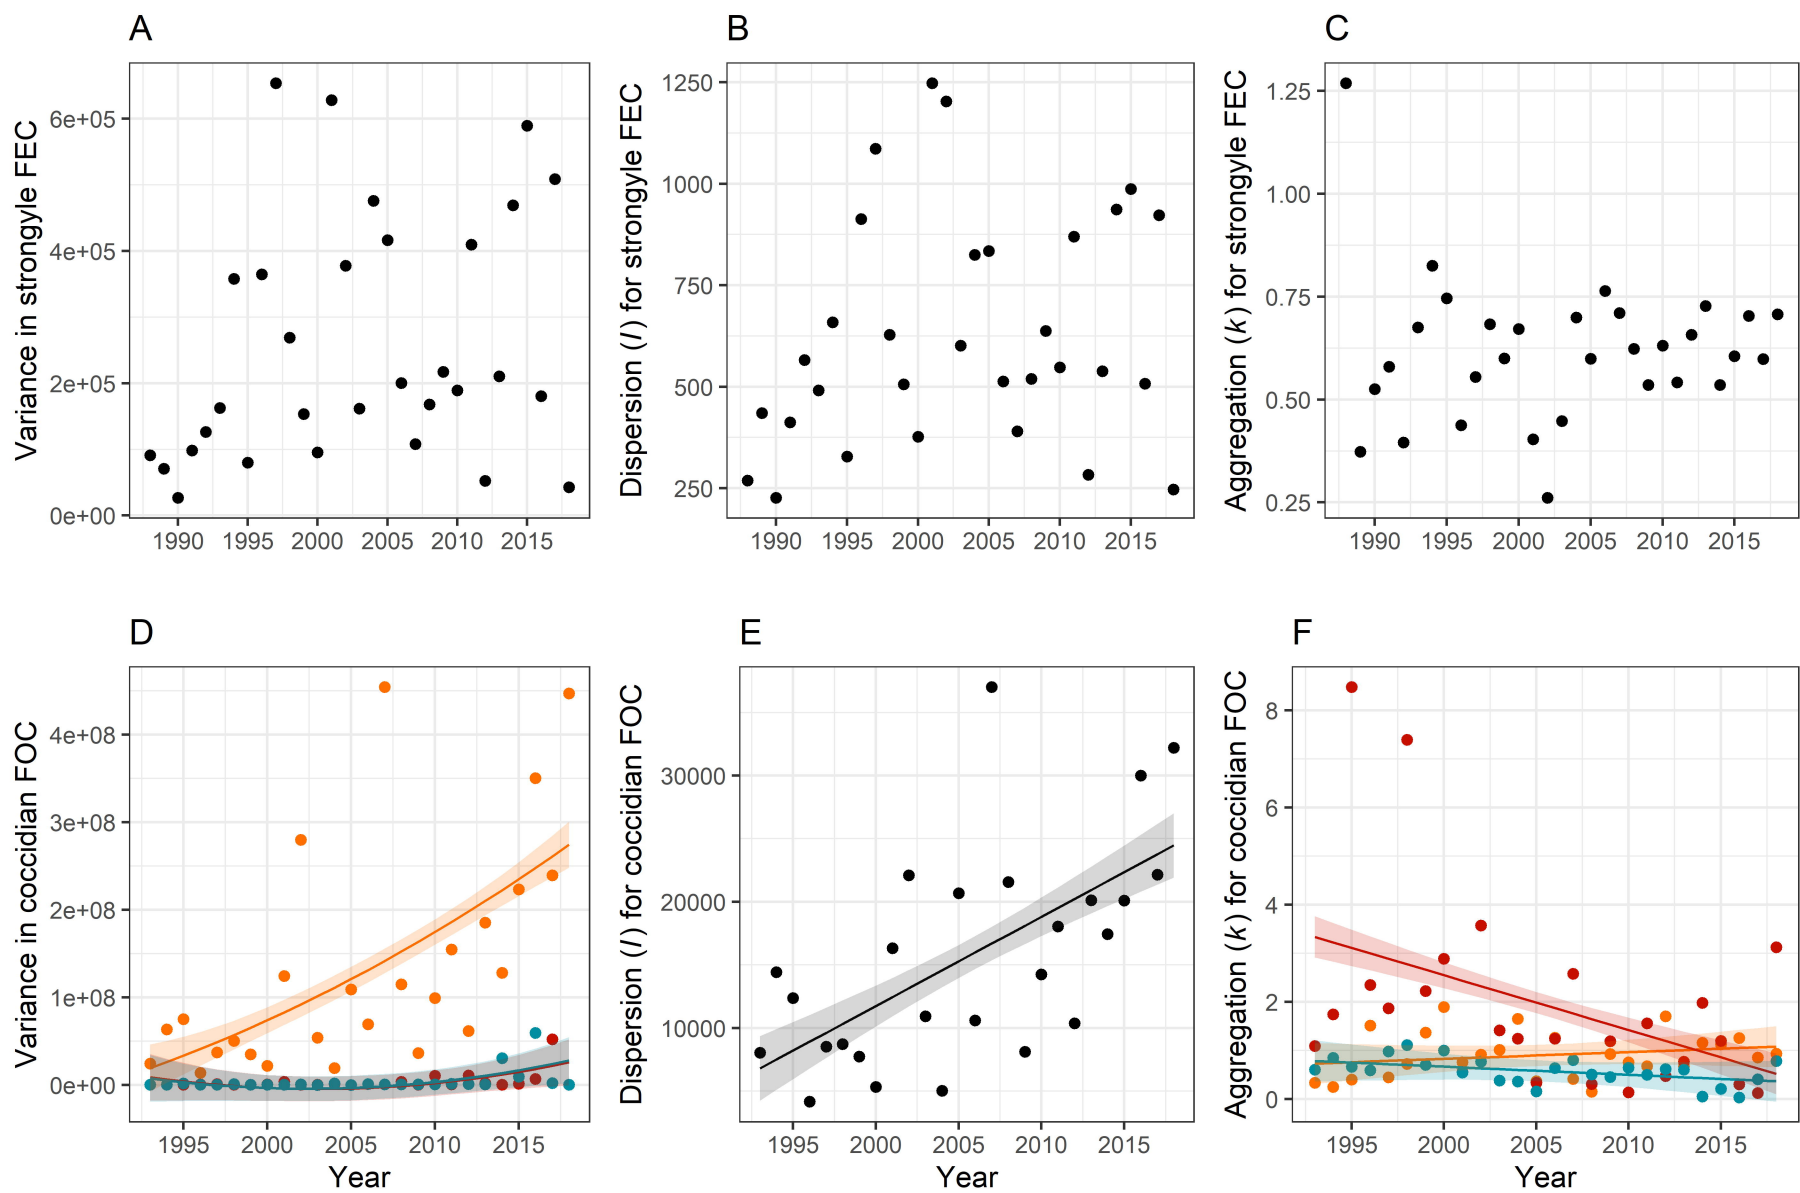 A
B
C
Variance in strongyle FEC
6e+05
4e+05
2e+05
0e+00
1990 1995 2000 2005 2010 2015
Dispersion (I) for strongyle FEC
1250
1000
750
500
250
1990 1995 2000 2005 2010 2015
Aggregation (k) for strongyle FEC
1.25
1.00
0.75
0.50
0.25
1990 1995 2000 2005 2010 2015
D
E
F
Variance in coccidian FOC
4e+08
3e+08
2e+08
1e+08
0e+00
1995 2000 2005 2010 2015
Year
Dispersion (I) for coccidian FOC
30000
20000
10000
1995 2000 2005 2010 2015
Year
Aggregation (k) for coccidian FOC
8
6
4
2
0
1995 2000 2005 2010 2015
Year